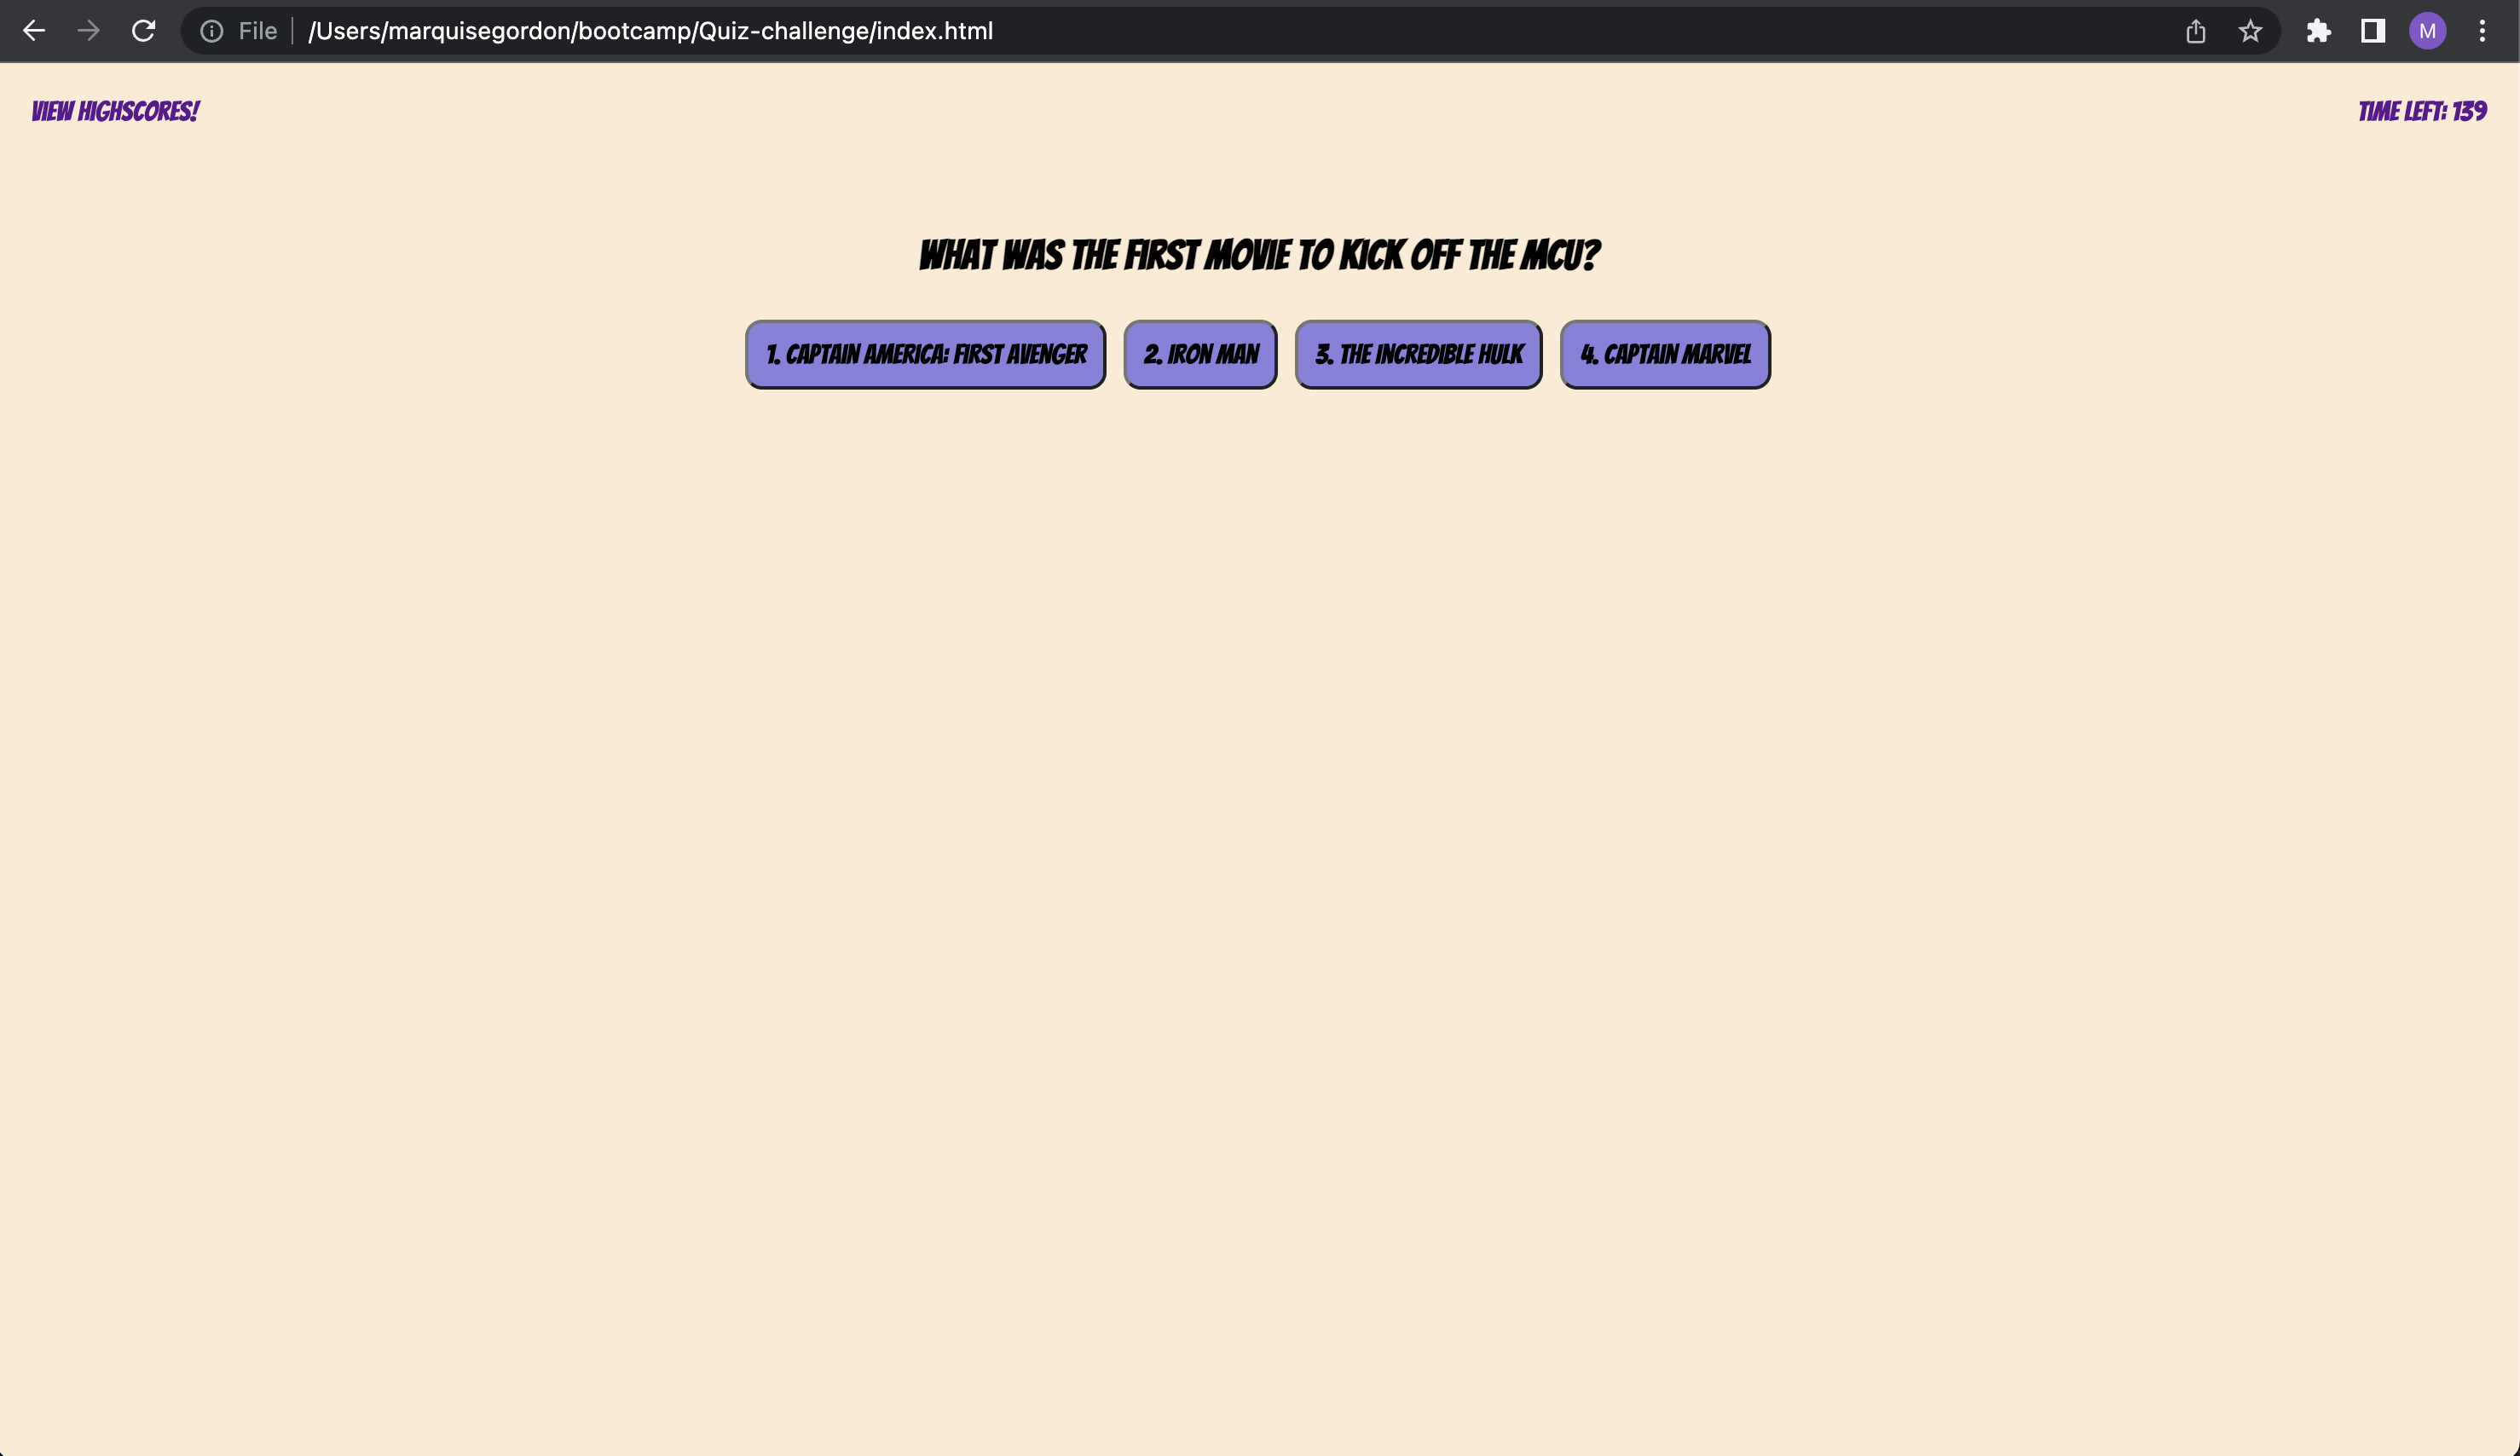 File /Users/marquisegordon/bootcamp/Quiz-challenge/index.html M
VIEW HIGHSCORES! TIME LEFT: 139
WHAT WAS THE FIRST MOVIE TO KICK OFF THE MCU?
1. CAPTAIN AMERICA: FIRST AVENGER 2. IRON MAN 3. THE INCREDIBLE HULK 4. CAPTAIN MARVEL